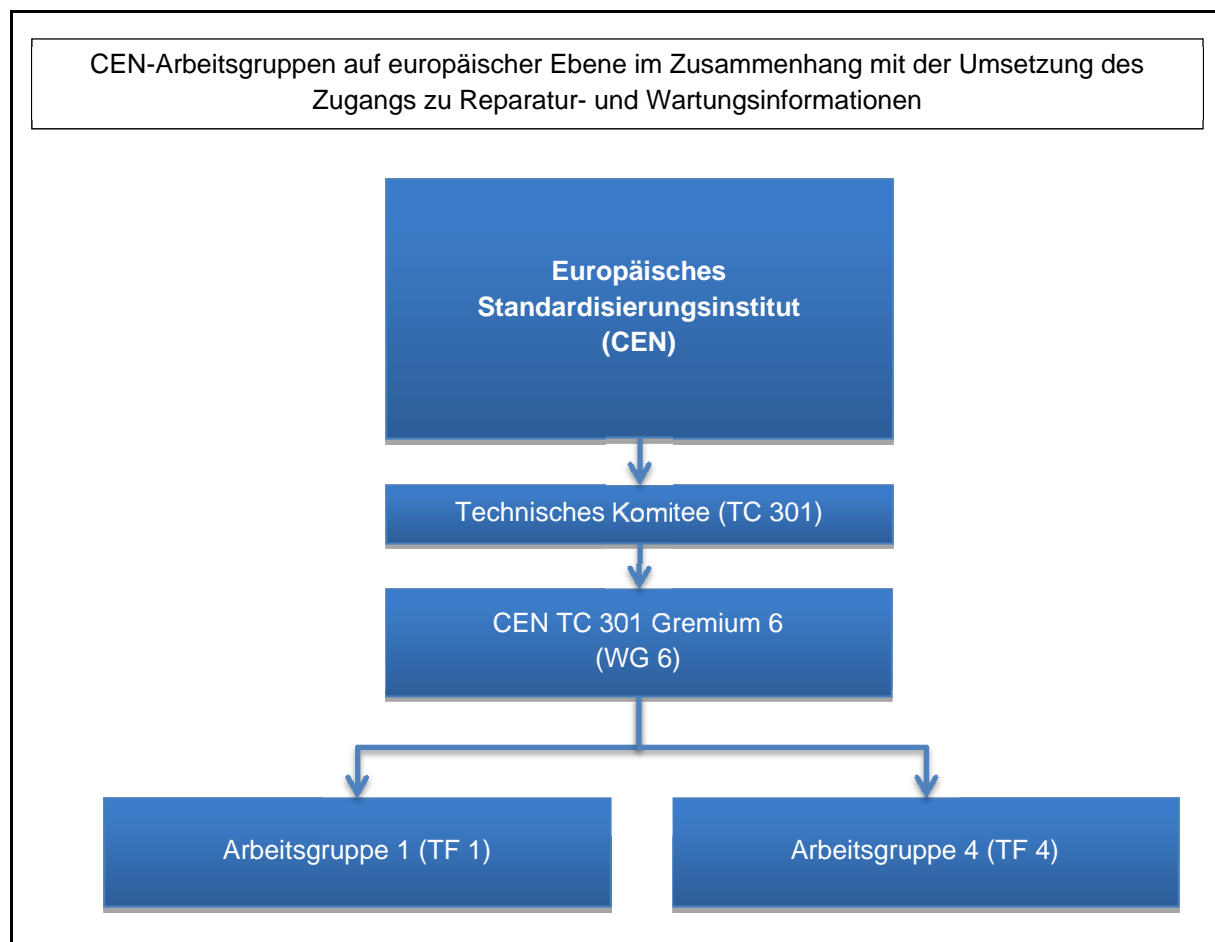 CEN-Arbeitsgruppen auf europäischer Ebene im Zusammenhang mit der Umsetzung des
Zugangs zu Reparatur- und Wartungsinformationen
Europäisches
Standardisierungsinstitut
(CEN)
Technisches Komitee (TC 301)
CEN TC 301 Gremium 6
(WG 6)
Arbeitsgruppe 1 (TF 1)
Arbeitsgruppe 4 (TF 4)